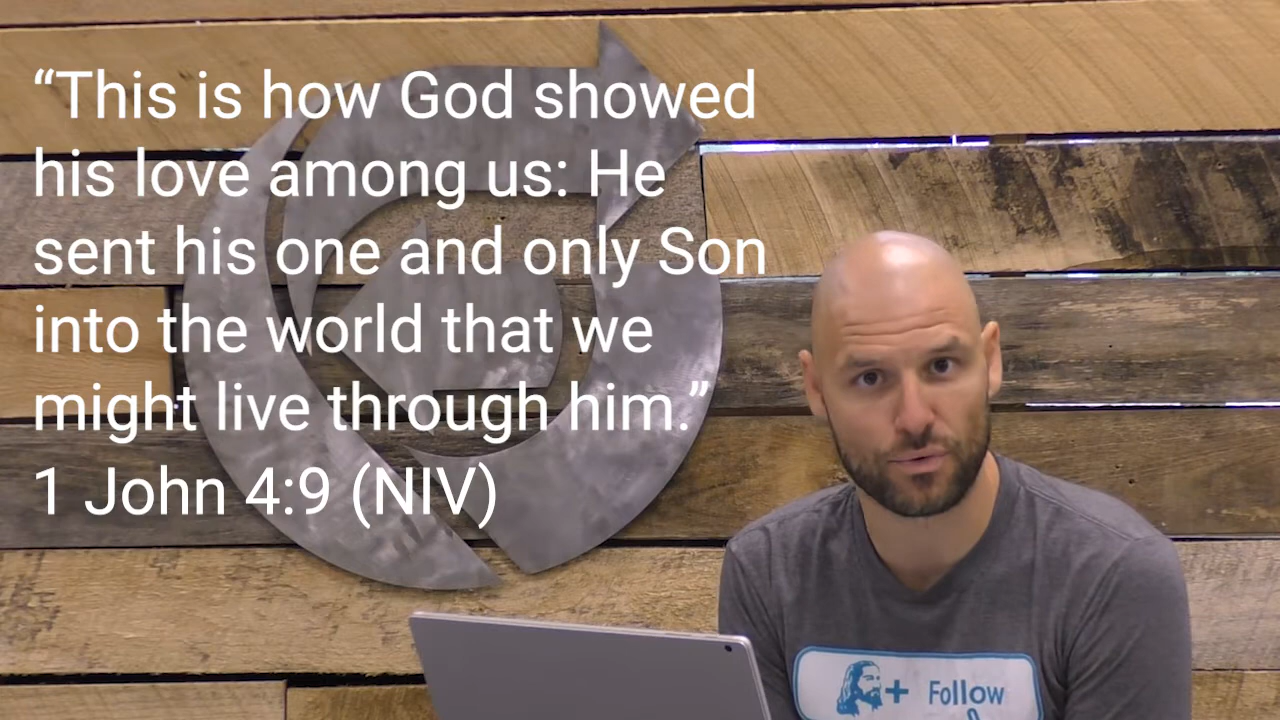 “This is how God showed
his love among us: He
sent his one and only Son
into the world that we
might live through him.”
1 John 4:9 (NIV)
+ Follow